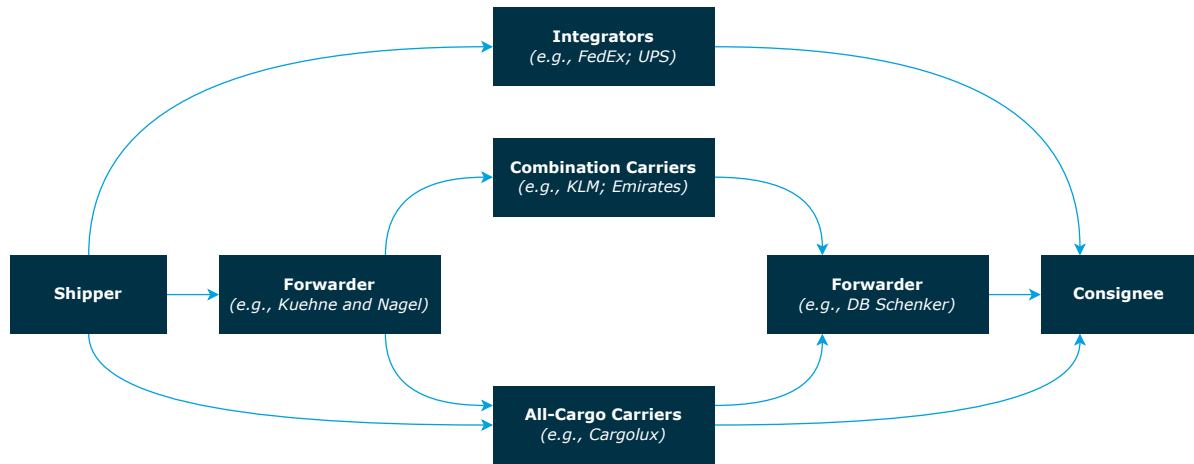 Integrators
(e.g., FedEx; UPS)
Combination Carriers
(e.g., KLM; Emirates)
Shipper
Forwarder
(e.g., Kuehne and Nagel)
Forwarder
(e.g., DB Schenker)
Consignee
All-Cargo Carriers
(e.g., Cargolux)